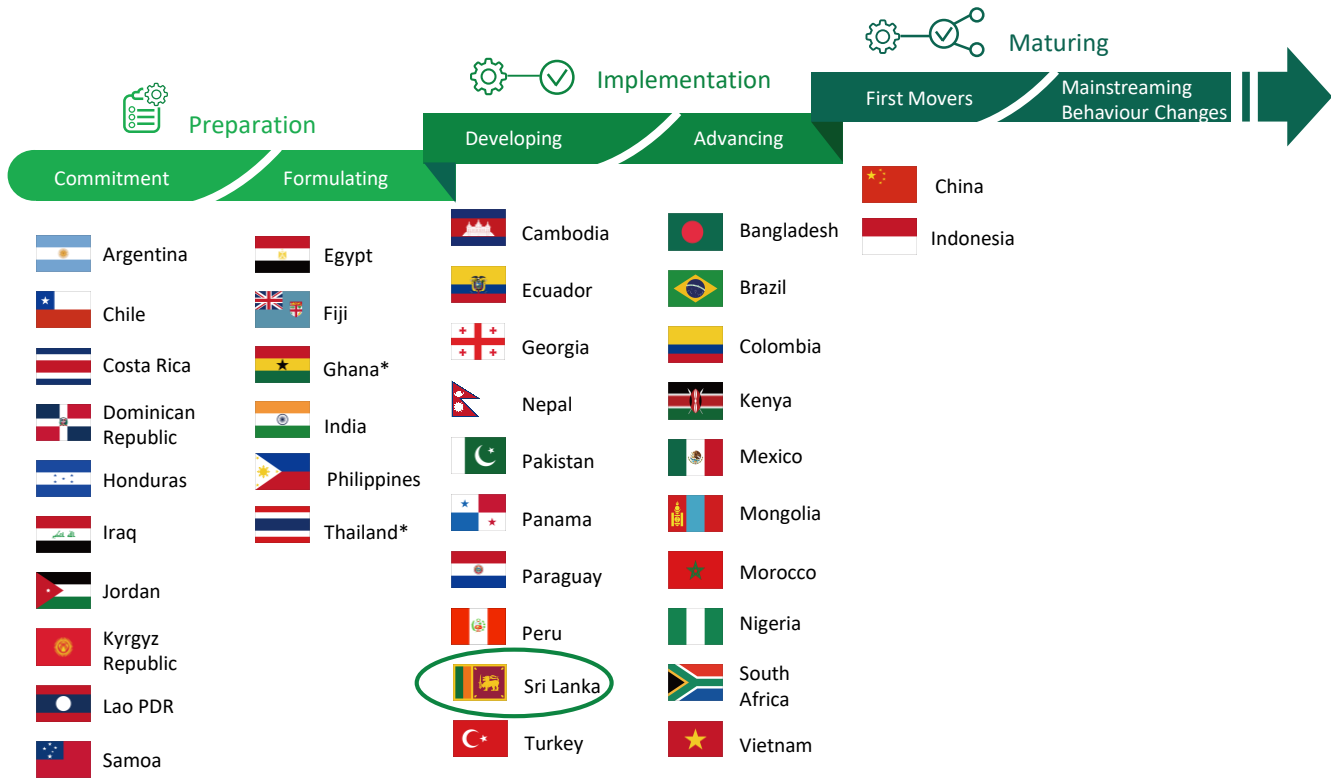 Preparation
Implementation
Maturing
Commitment
Formulating
Developing
Advancing
First Movers
Mainstreaming
Behaviour Changes
Argentina
Chile
Costa Rica
Dominican
Republic
Honduras
Iraq
Jordan
Kyrgyz
Republic
Lao PDR
Samoa
Egypt
Fiji
Ghana*
India
Philippines
Thailand*
Cambodia
Ecuador
Georgia
Nepal
Pakistan
Panama
Paraguay
Peru
Sri Lanka
Turkey
Bangladesh
Brazil
Colombia
Kenya
Mexico
Mongolia
Morocco
Nigeria
South
Africa
Vietnam
China
Indonesia